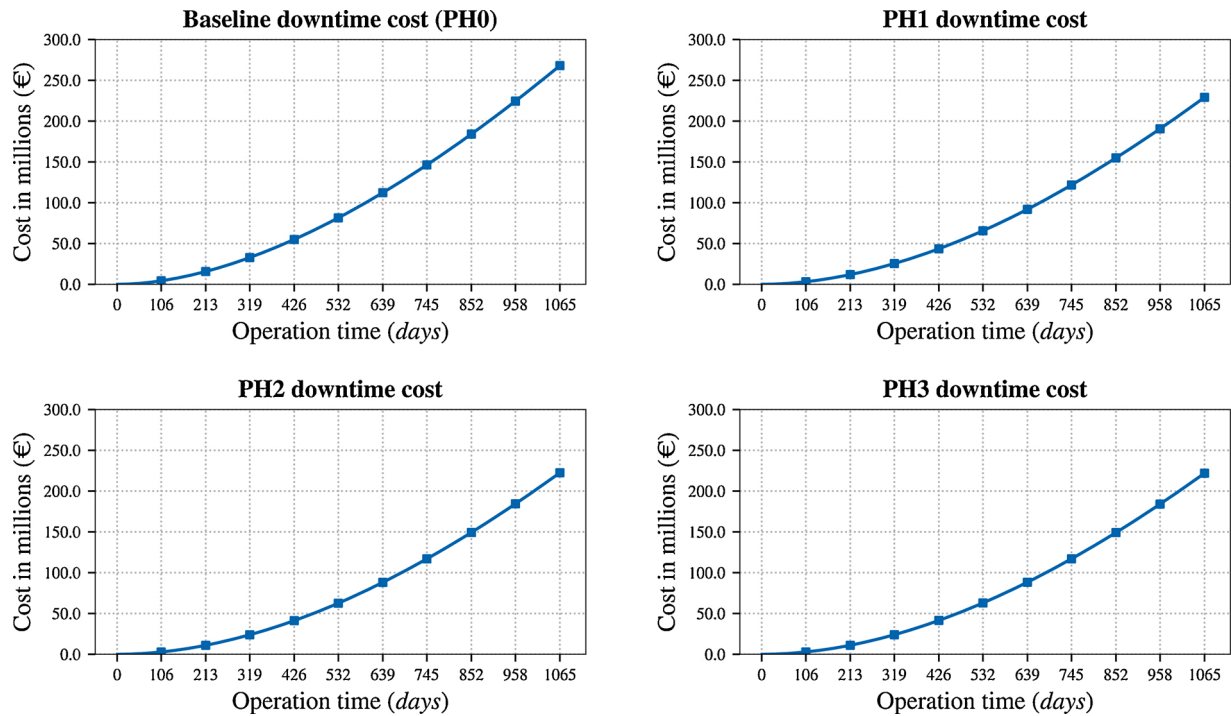 Baseline downtime cost (PH0)
Cost in millions (€)
300.0
250.0
200.0
150.0
100.0
50.0
0.0
0 106 213 319 426 532 639 745 852 958 1065
Operation time (days)
PH1 downtime cost
Cost in millions (€)
300.0
250.0
200.0
150.0
100.0
50.0
0.0
0 106 213 319 426 532 639 745 852 958 1065
Operation time (days)
PH2 downtime cost
Cost in millions (€)
300.0
250.0
200.0
150.0
100.0
50.0
0.0
0 106 213 319 426 532 639 745 852 958 1065
Operation time (days)
PH3 downtime cost
Cost in millions (€)
300.0
250.0
200.0
150.0
100.0
50.0
0.0
0 106 213 319 426 532 639 745 852 958 1065
Operation time (days)